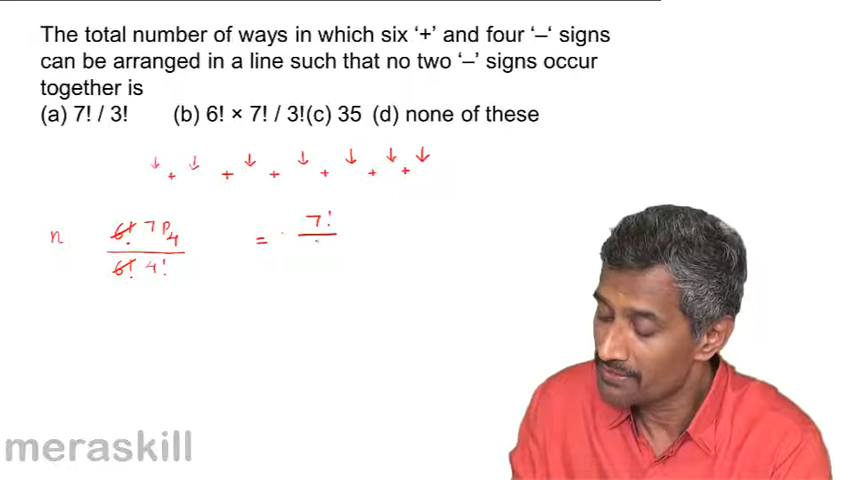 The total number of ways in which six ‘+’ and four ‘–‘ signs
can be arranged in a line such that no two ‘–’ signs occur
together is
(a) 7! / 3! (b) 6! × 7! / 3!(c) 35 (d) none of these
↓ ↓ ↓ ↓ ↓ ↓ ↓
+ + + + + +
n 6! 7P4 / 6! 4! = 7!
meraskill